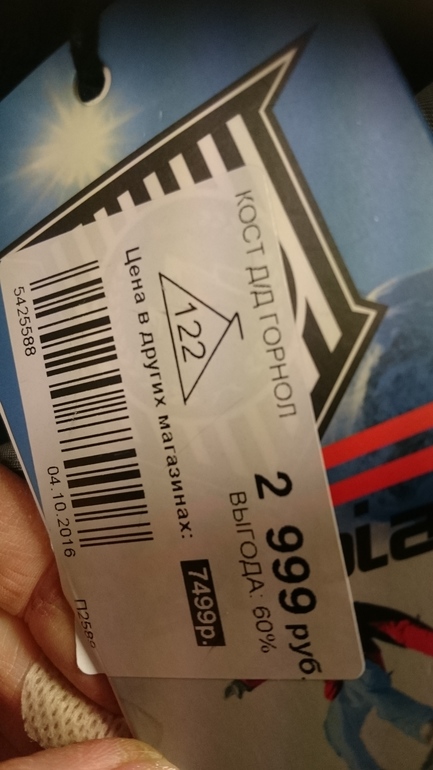 КОСТ Д/Д ГОРНОЛ
2 999 руб.
ВЫГОДА: 60%
122
Цена в других магазинах: 7499р.
5425588
04.10.2016